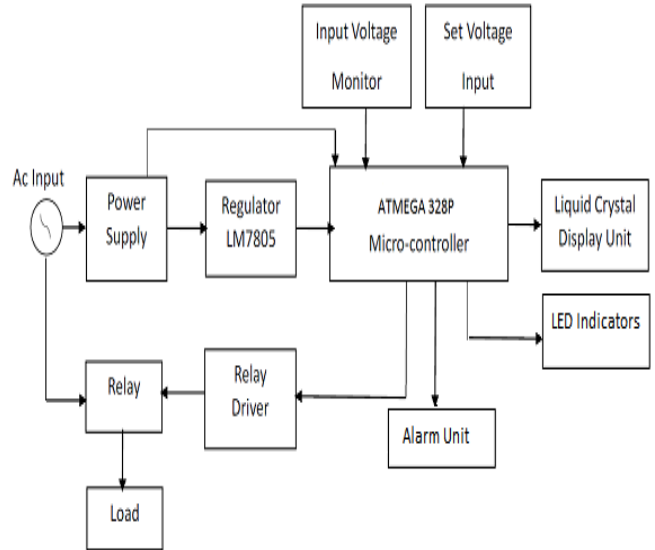 Input Voltage
Monitor
Set Voltage
Input
Ac Input
Power
Supply
Regulator
LM7805
ATMEGA 328P
Micro-controller
Liquid Crystal
Display Unit
LED Indicators
Relay
Relay
Driver
Alarm Unit
Load